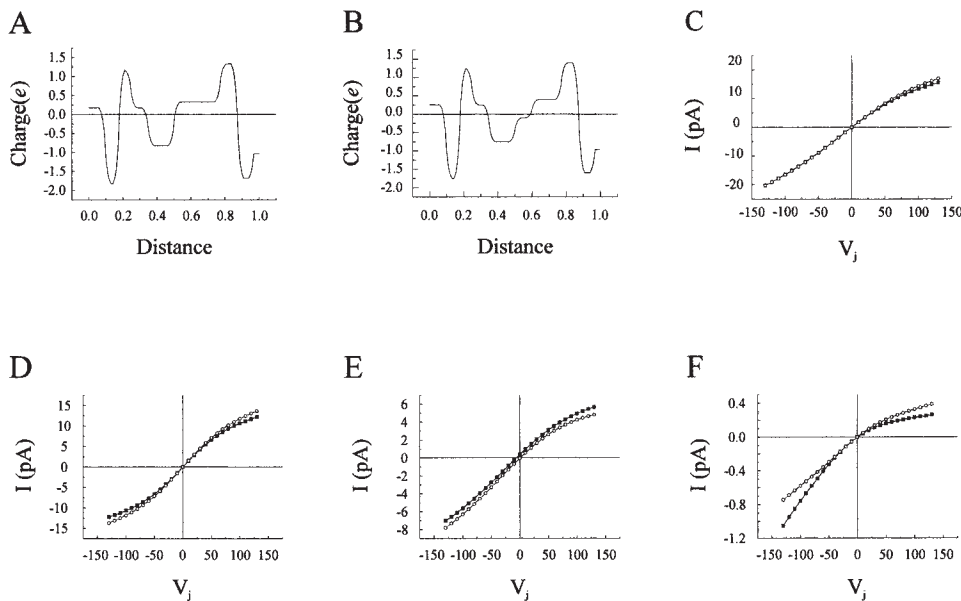 A
Charge(e)
1.5
1.0
0.5
0.0
-0.5
-1.0
-1.5
-2.0
0.0 0.2 0.4 0.6 0.8 1.0
Distance
B
Charge(e)
1.5
1.0
0.5
0.0
-0.5
-1.0
-1.5
-2.0
0.0 0.2 0.4 0.6 0.8 1.0
Distance
C
I (pA)
20
10
0
-10
-20
-150 -100 -50 0 50 100 150
Vj
D
I (pA)
15
10
5
0
-5
-10
-15
-150 -100 -50 0 50 100 150
Vj
E
I (pA)
6
4
2
0
-2
-4
-6
-8
-150 -100 -50 0 50 100 150
Vj
F
I (pA)
0.4
0.0
-0.4
-0.8
-1.2
-150 -100 -50 0 50 100 150
Vj